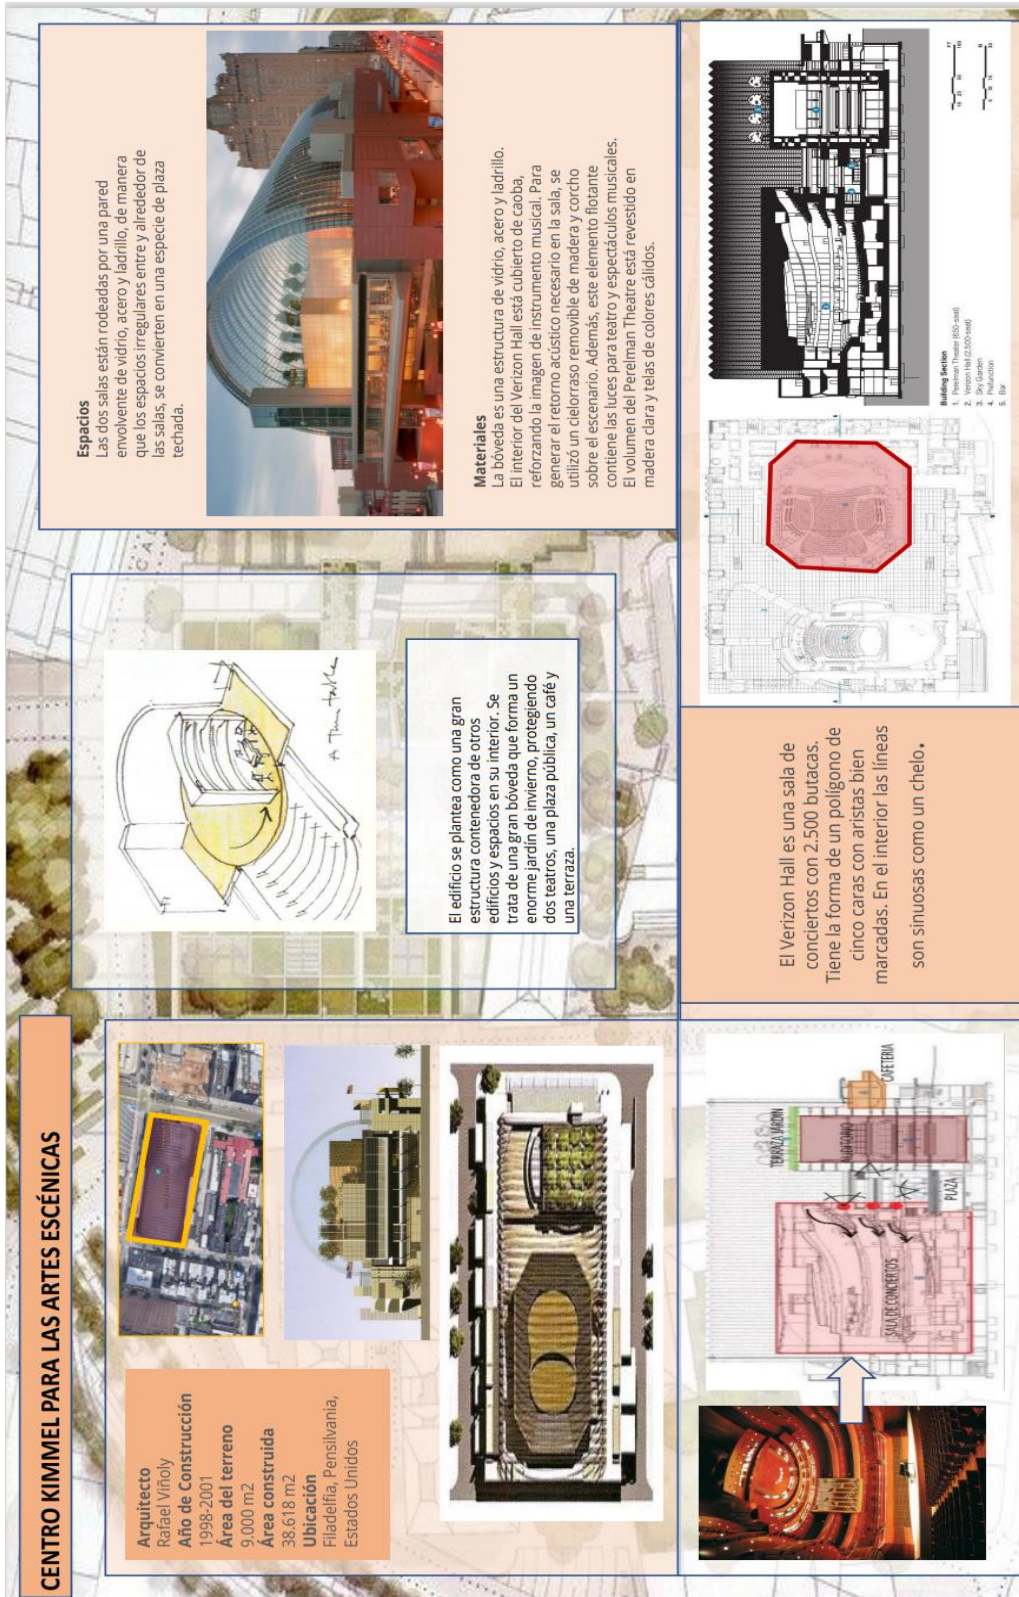 CENTRO KIMMEL PARA LAS ARTES ESCÉNICAS
Arquitecto
Rafael Viñoly
Año de Construcción
1998-2001
Área del terreno
9.000 m2
Área construida
38.618 m2
Ubicación
Filadelfia, Pensilvania,
Estados Unidos
A Time table
El edificio se plantea como una gran
estructura contenedora de otros
edificios y espacios en su interior. Se
trata de una gran bóveda que forma un
enorme jardín de invierno, protegiendo
dos teatros, una plaza pública, un café y
una terraza.
Espacios
Las dos salas están rodeadas por una pared
envolvente de vidrio, acero y ladrillo, de manera
que los espacios irregulares entre y alrededor de
las salas, se convierten en una especie de plaza
techada.
Materiales
La bóveda es una estructura de vidrio, acero y ladrillo.
El interior del Verizon Hall está cubierto de caoba,
reforzando la imagen de instrumento musical. Para
generar el retorno acústico necesario en la sala, se
utilizó un cielorraso removible de madera y corcho
sobre el escenario. Además, este elemento flotante
contiene las luces para teatro y espectáculos musicales.
El volumen del Perelman Theatre está revestido en
madera clara y telas de colores cálidos.
SALA DE CONCIERTOS
TERRAZA JARDIN
AUDITORIO
PLAZA
CAFETERIA
El Verizon Hall es una sala de
conciertos con 2.500 butacas.
Tiene la forma de un polígono de
cinco caras con aristas bien
marcadas. En el interior las líneas
son sinuosas como un chelo.
Building Section
1. Perelman Theater (650-seat)
2. Verizon Hall (2,500-seat)
3. Sky Garden
4. Prefunction
5. Bar